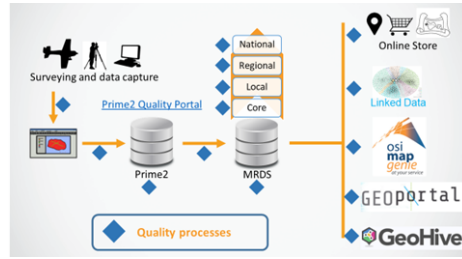 National
Regional
Local
Core
Surveying and data capture
Prime2 Quality Portal
Prime2
MRDS
Quality processes
Online Store
Linked Data
osi
map
genie
at your service
GEOportal
GeoHive